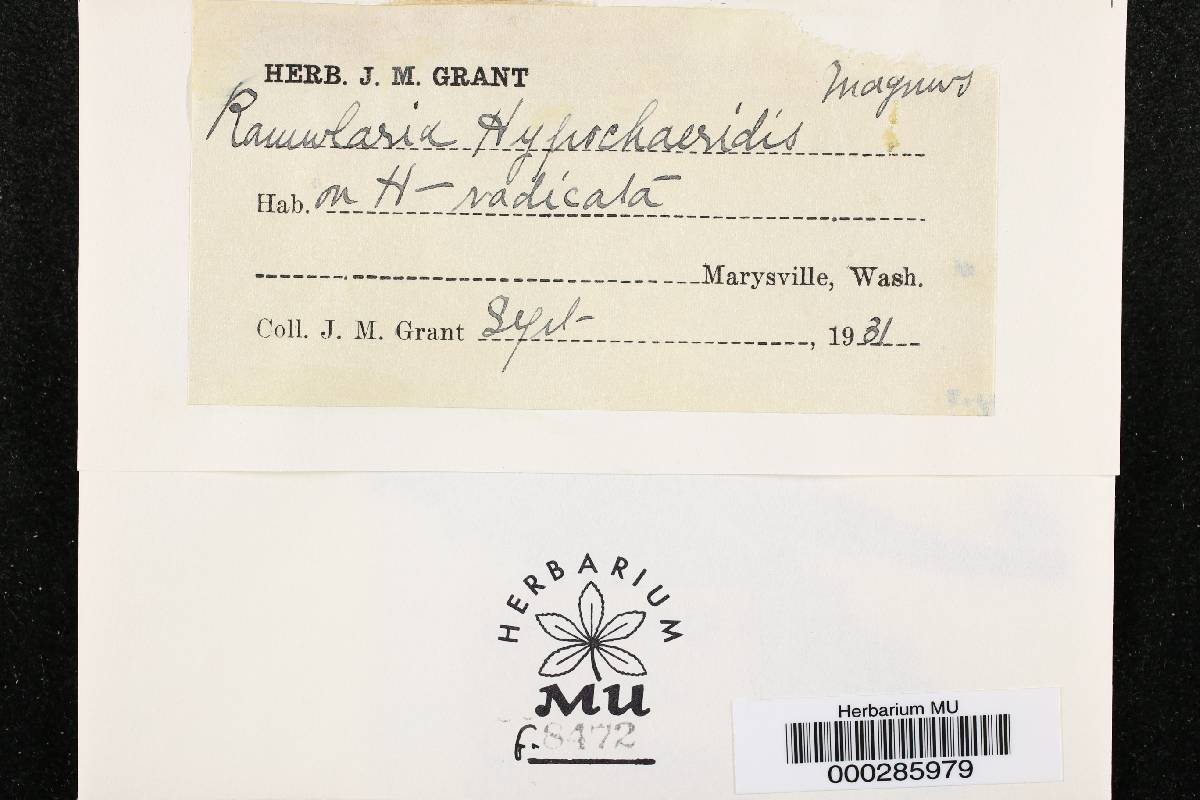 HERB. J. M. GRANT
Magnus
Ramularia Hypochaeridis
Hab. on H— radicata
Marysville, Wash.
Coll. J. M. Grant Sept-, 1931
HERBARIUM
MU
f. 8472
Herbarium MU
000285979